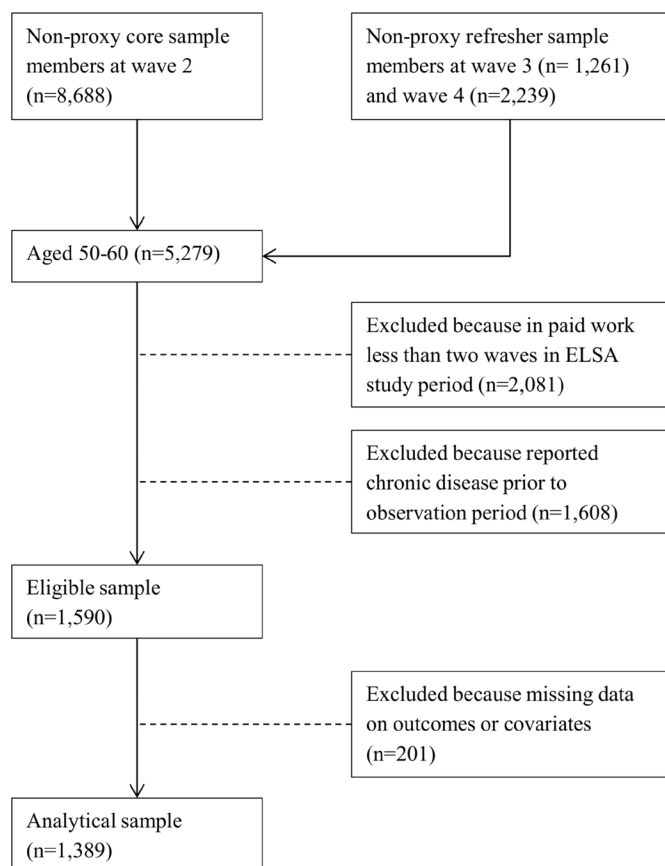 Non-proxy core sample
members at wave 2
(n=8,688)
Non-proxy refresher sample
members at wave 3 (n= 1,261)
and wave 4 (n=2,239)
Aged 50-60 (n=5,279)
Excluded because in paid work
less than two waves in ELSA
study period (n=2,081)
Excluded because reported
chronic disease prior to
observation period (n=1,608)
Eligible sample
(n=1,590)
Excluded because missing data
on outcomes or covariates
(n=201)
Analytical sample
(n=1,389)